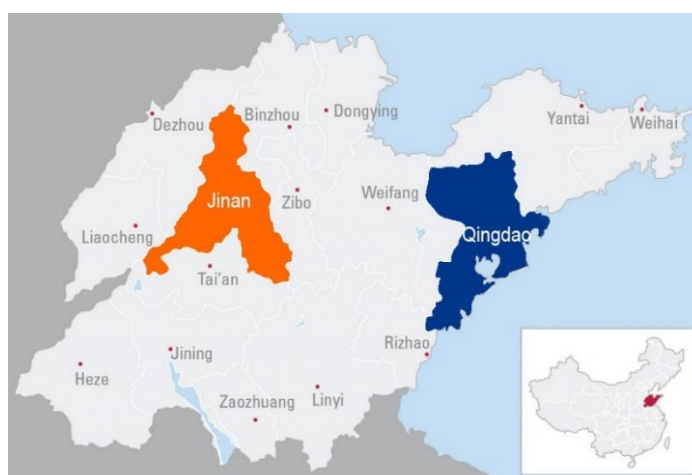 Yantai
Weihai
Dongying
Binzhou
Dezhou
Jinan
Zibo
Weifang
Liaocheng
Qingdao
Tai'an
Rizhao
Jining
Heze
Linyi
Zaozhuang